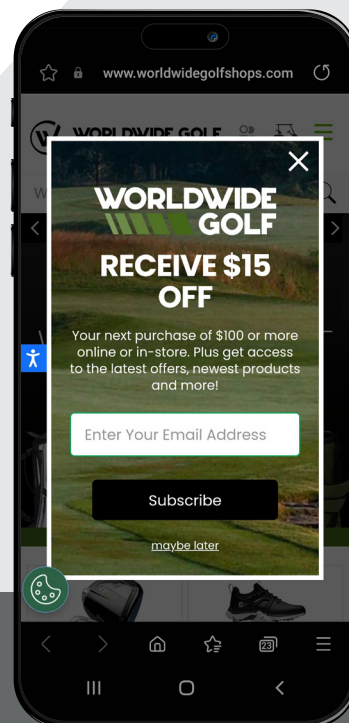 www.worldwidegolfshops.com
WORLDWIDE GOLF
W
WORLDWIDE
GOLF
RECEIVE $15
OFF
Your next purchase of $100 or more
online or in-store. Plus get access
to the latest offers, newest products
and more!
Enter Your Email Address
Subscribe
maybe later
23